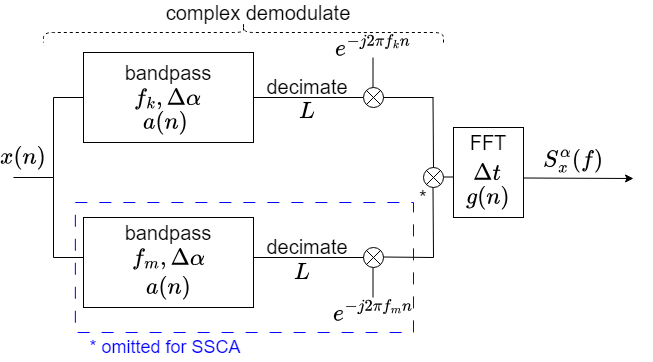 complex demodulate
e^{-j2πf_k n}
bandpass
f_k, Δα
a(n)
decimate
L
x(n)
FFT
Δt
g(n)
S_x^α(f)
*
bandpass
f_m, Δα
a(n)
decimate
L
e^{-j2πf_m n}
* omitted for SSCA